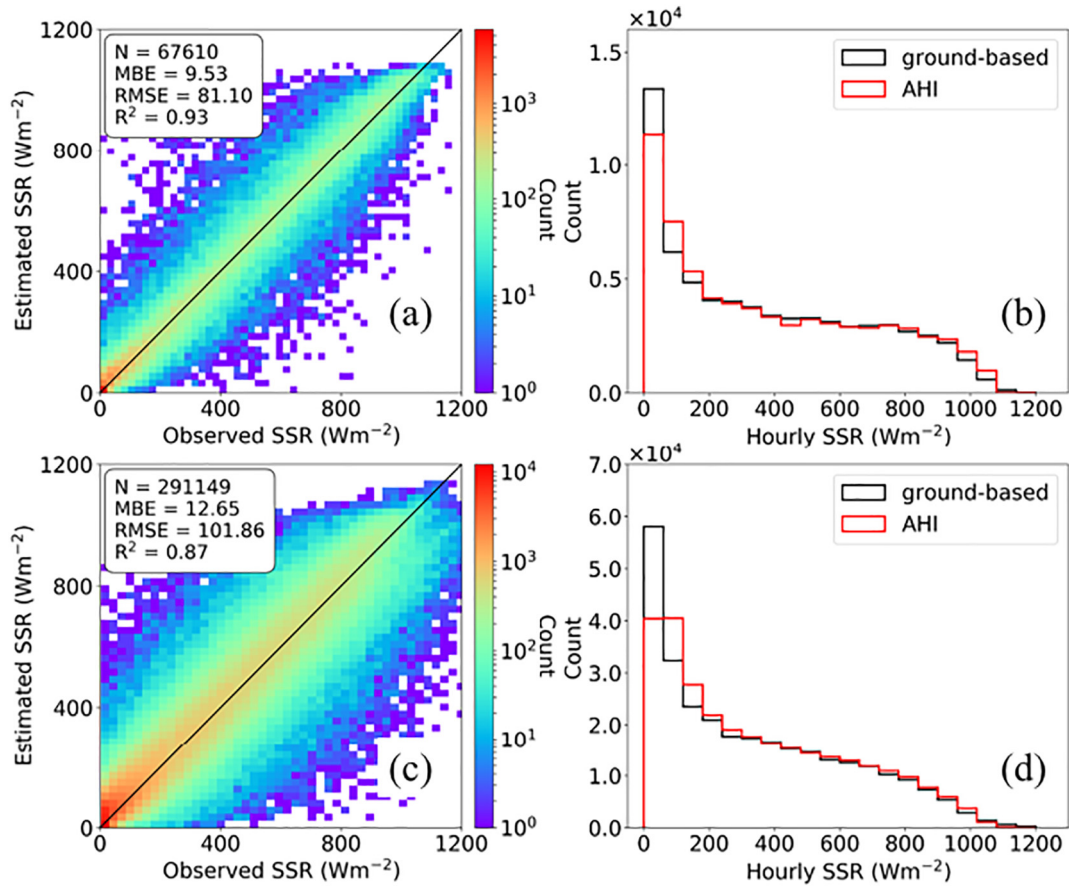 N = 67610
MBE = 9.53
RMSE = 81.10
R² = 0.93
1200
800
400
0
0
400
800
1200
Estimated SSR (Wm⁻²)
Observed SSR (Wm⁻²)
(a)
10³
10²
10¹
10⁰
Count
×10⁴
1.5
1.0
0.5
0.0
Count
ground-based
AHI
(b)
0
200
400
600
800
1000
1200
Hourly SSR (Wm⁻²)
N = 291149
MBE = 12.65
RMSE = 101.86
R² = 0.87
1200
800
400
0
0
400
800
1200
Estimated SSR (Wm⁻²)
Observed SSR (Wm⁻²)
(c)
10⁴
10³
10²
10¹
10⁰
Count
×10⁴
7.0
6.0
5.0
4.0
3.0
2.0
1.0
0.0
Count
ground-based
AHI
(d)
0
200
400
600
800
1000
1200
Hourly SSR (Wm⁻²)